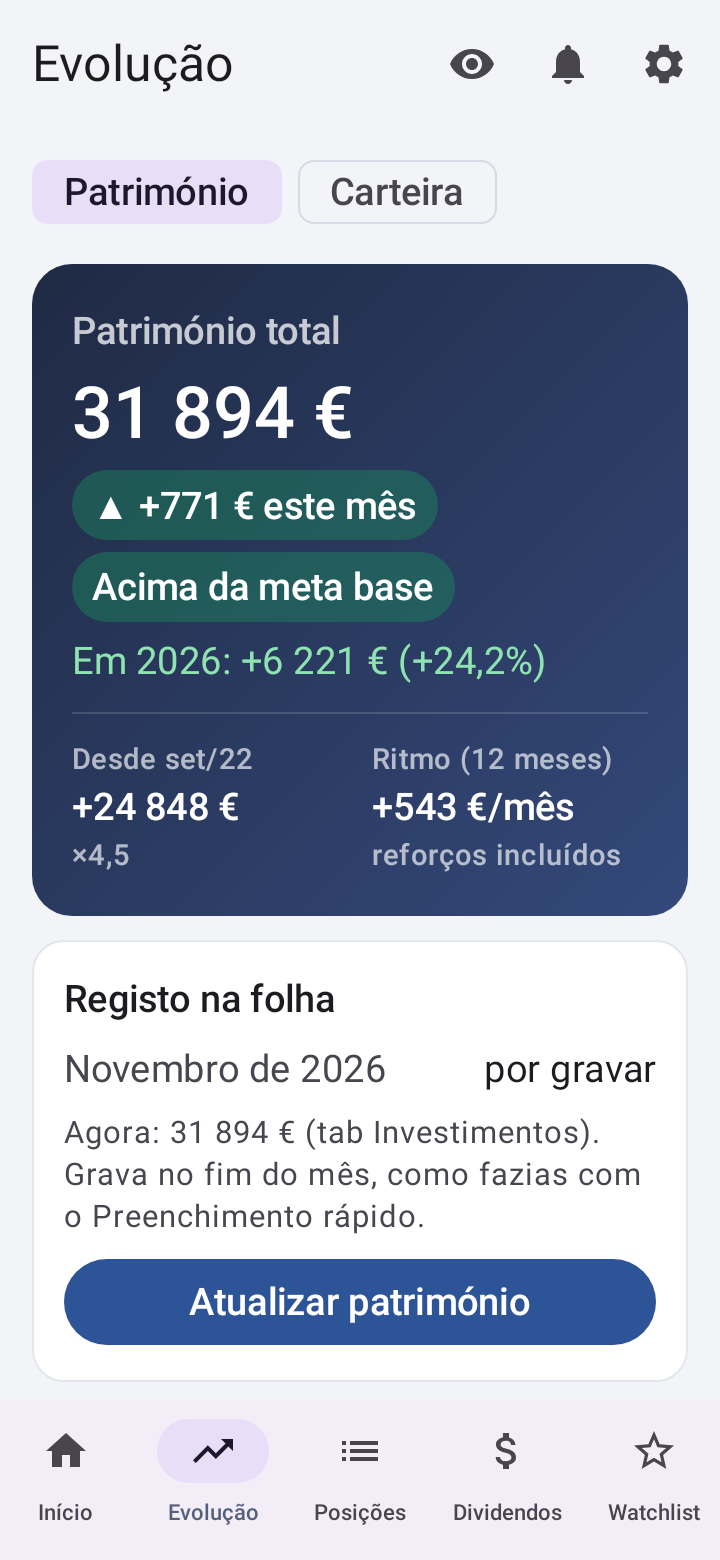 Evolução
Património
Carteira
Património total
31 894 €
▲ +771 € este mês
Acima da meta base
Em 2026: +6 221 € (+24,2%)
Desde set/22
+24 848 €
×4,5
Ritmo (12 meses)
+543 €/mês
reforços incluídos
Registo na folha
Novembro de 2026
por gravar
Agora: 31 894 € (tab Investimentos).
Grava no fim do mês, como fazias com
o Preenchimento rápido.
Atualizar património
Início
Evolução
Posições
Dividendos
Watchlist